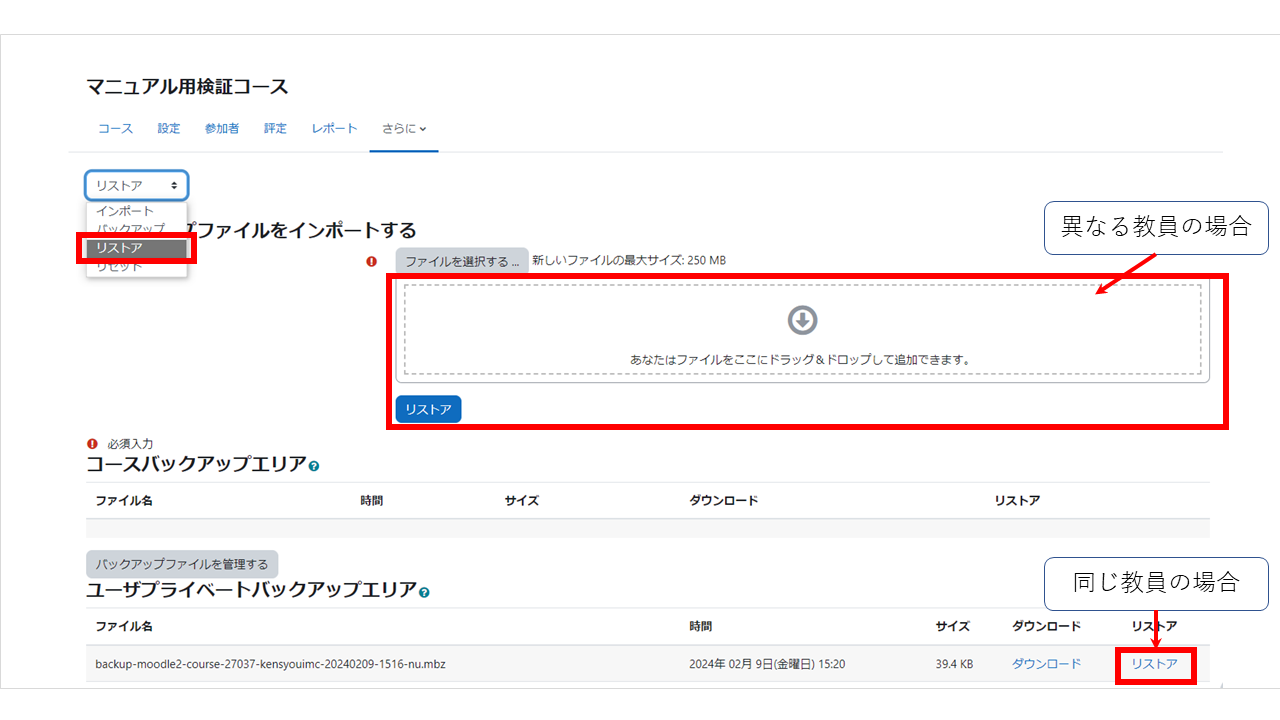 マニュアル用検証コース
コース 設定 参加者 評定 レポート さらに
リストア
インポート
バックアップ
リストア
リセット
プファイルをインポートする
異なる教員の場合
ファイルを選択する ... 新しいファイルの最大サイズ: 250 MB
あなたはファイルをここにドラッグ＆ドロップして追加できます。
リストア
必須入力
コースバックアップエリア
ファイル名 時間 サイズ ダウンロード リストア
バックアップファイルを管理する
ユーザプライベートバックアップエリア
同じ教員の場合
ファイル名 時間 サイズ ダウンロード リストア
backup-moodle2-course-27037-kensyouimc-20240209-1516-nu.mbz 2024年 02月 9日(金曜日) 15:20 39.4 KB ダウンロード リストア